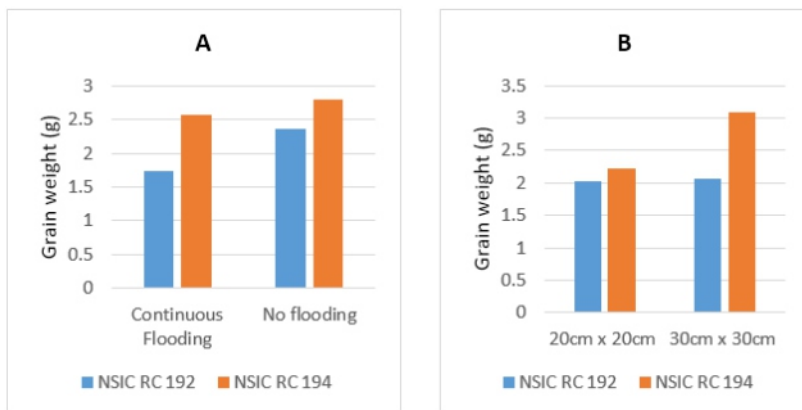 A
Grain weight (g)
3
2.5
2
1.5
1
0.5
0
Continuous
Flooding
No flooding
NSIC RC 192
NSIC RC 194
B
Grain weight (g)
3.5
3
2.5
2
1.5
1
0.5
0
20cm x 20cm
30cm x 30cm
NSIC RC 192
NSIC RC 194